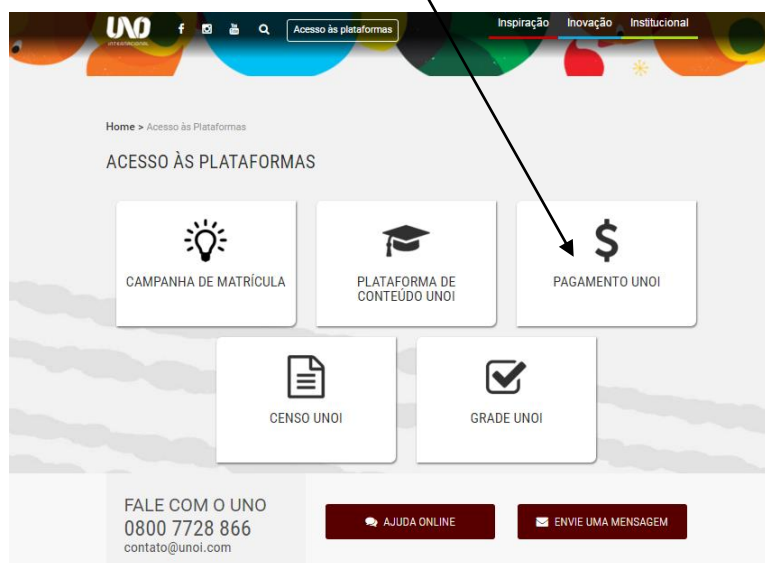 UNO
INTERNACIONAL
Acesso às plataformas
Inspiração
Inovação
Institucional
Home > Acesso às Plataformas
ACESSO ÀS PLATAFORMAS
CAMPANHA DE MATRÍCULA
PLATAFORMA DE
CONTEÚDO UNOI
PAGAMENTO UNOI
CENSO UNOI
GRADE UNOI
FALE COM O UNO
0800 7728 866
contato@unoi.com
AJUDA ONLINE
ENVIE UMA MENSAGEM